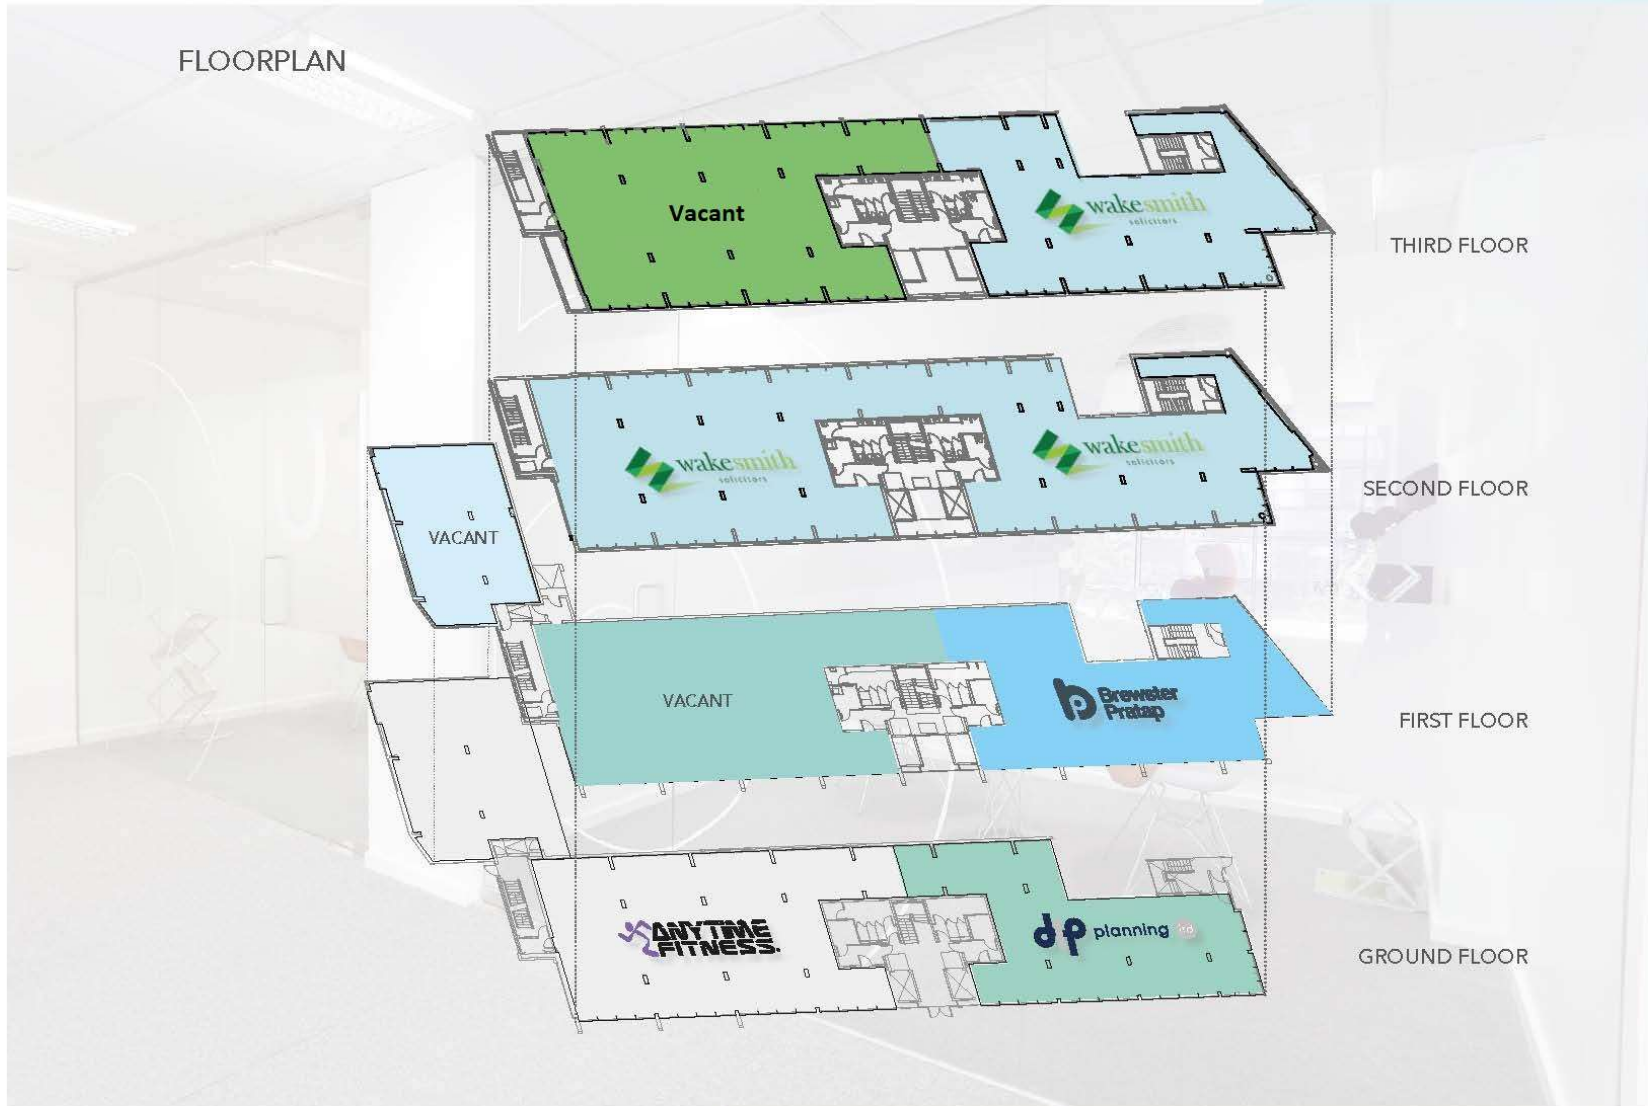 FLOORPLAN
Vacant
wakesmith
solicitors
THIRD FLOOR
wakesmith
solicitors
wakesmith
solicitors
SECOND FLOOR
VACANT
VACANT
Brewster
Pratap
FIRST FLOOR
ANYTIME
FITNESS.
dp planning ltd
GROUND FLOOR